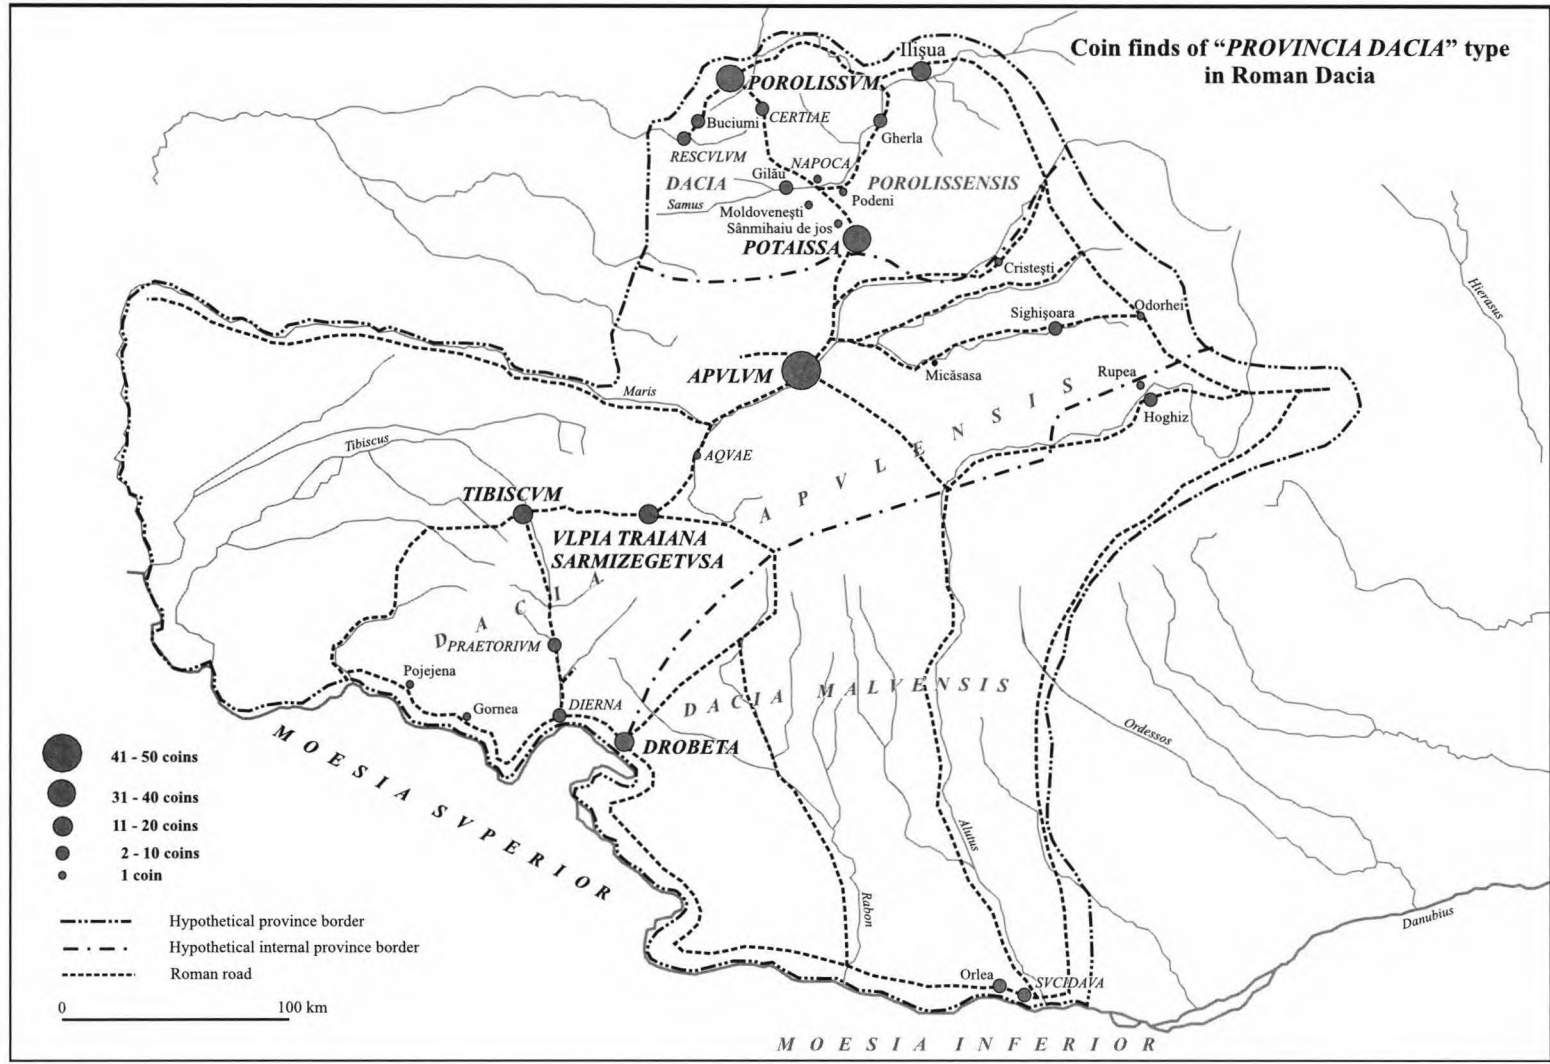 Coin finds of “PROVINCIA DACIA” type
in Roman Dacia
Ilişua
POROLISSVM
CERTIAE
Buciumi
Gherla
RESCVLVM
NAPOCA
Gilău
DACIA
POROLISSENSIS
Samus
Podeni
Moldoveneşti
Sânmihaiu de jos
POTAISSA
Cristeşti
Hierasus
Odorhei
Sighişoara
APVLVM
Micăsasa
Rupea
Maris
Hoghiz
Tibiscus
AQVAE
APVLENSIS
TIBISCVM
VLPIA TRAIANA
SARMIZEGETVSA
DACIA
PRAETORIVM
Pojejena
DACIA MALVENSIS
Gornea
DIERNA
Ordessos
DROBETA
MOESIA SVPERIOR
41 - 50 coins
31 - 40 coins
11 - 20 coins
2 - 10 coins
1 coin
Alutus
Rabon
Danubius
Hypothetical province border
Hypothetical internal province border
Roman road
Orlea
SVCIDAVA
0 100 km
MOESIA INFERIOR